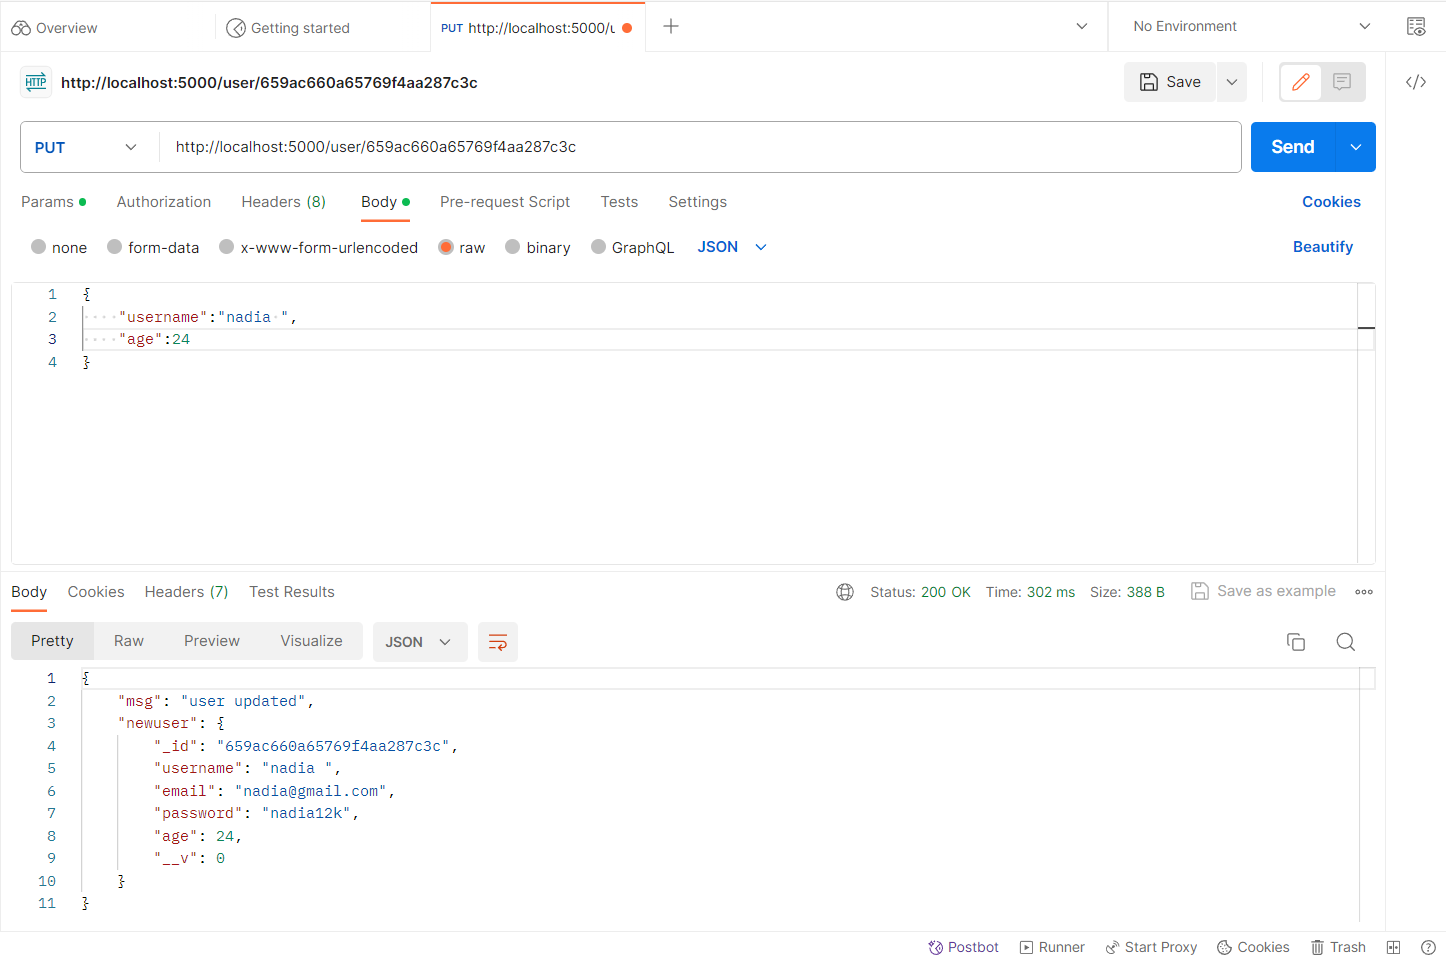 Overview Getting started PUT http://localhost:5000/u No Environment
HTTP http://localhost:5000/user/659ac660a65769f4aa287c3c Save </>
PUT http://localhost:5000/user/659ac660a65769f4aa287c3c Send
Params Authorization Headers (8) Body Pre-request Script Tests Settings Cookies
none form-data x-www-form-urlencoded raw binary GraphQL JSON Beautify
1 {
2 ····"username":"nadia·",
3 ····"age":24
4 }
Body Cookies Headers (7) Test Results Status: 200 OK Time: 302 ms Size: 388 B Save as example
Pretty Raw Preview Visualize JSON
1 {
2 "msg": "user updated",
3 "newuser": {
4 "_id": "659ac660a65769f4aa287c3c",
5 "username": "nadia ",
6 "email": "nadia@gmail.com",
7 "password": "nadia12k",
8 "age": 24,
9 "__v": 0
10 }
11 }
Postbot Runner Start Proxy Cookies Trash